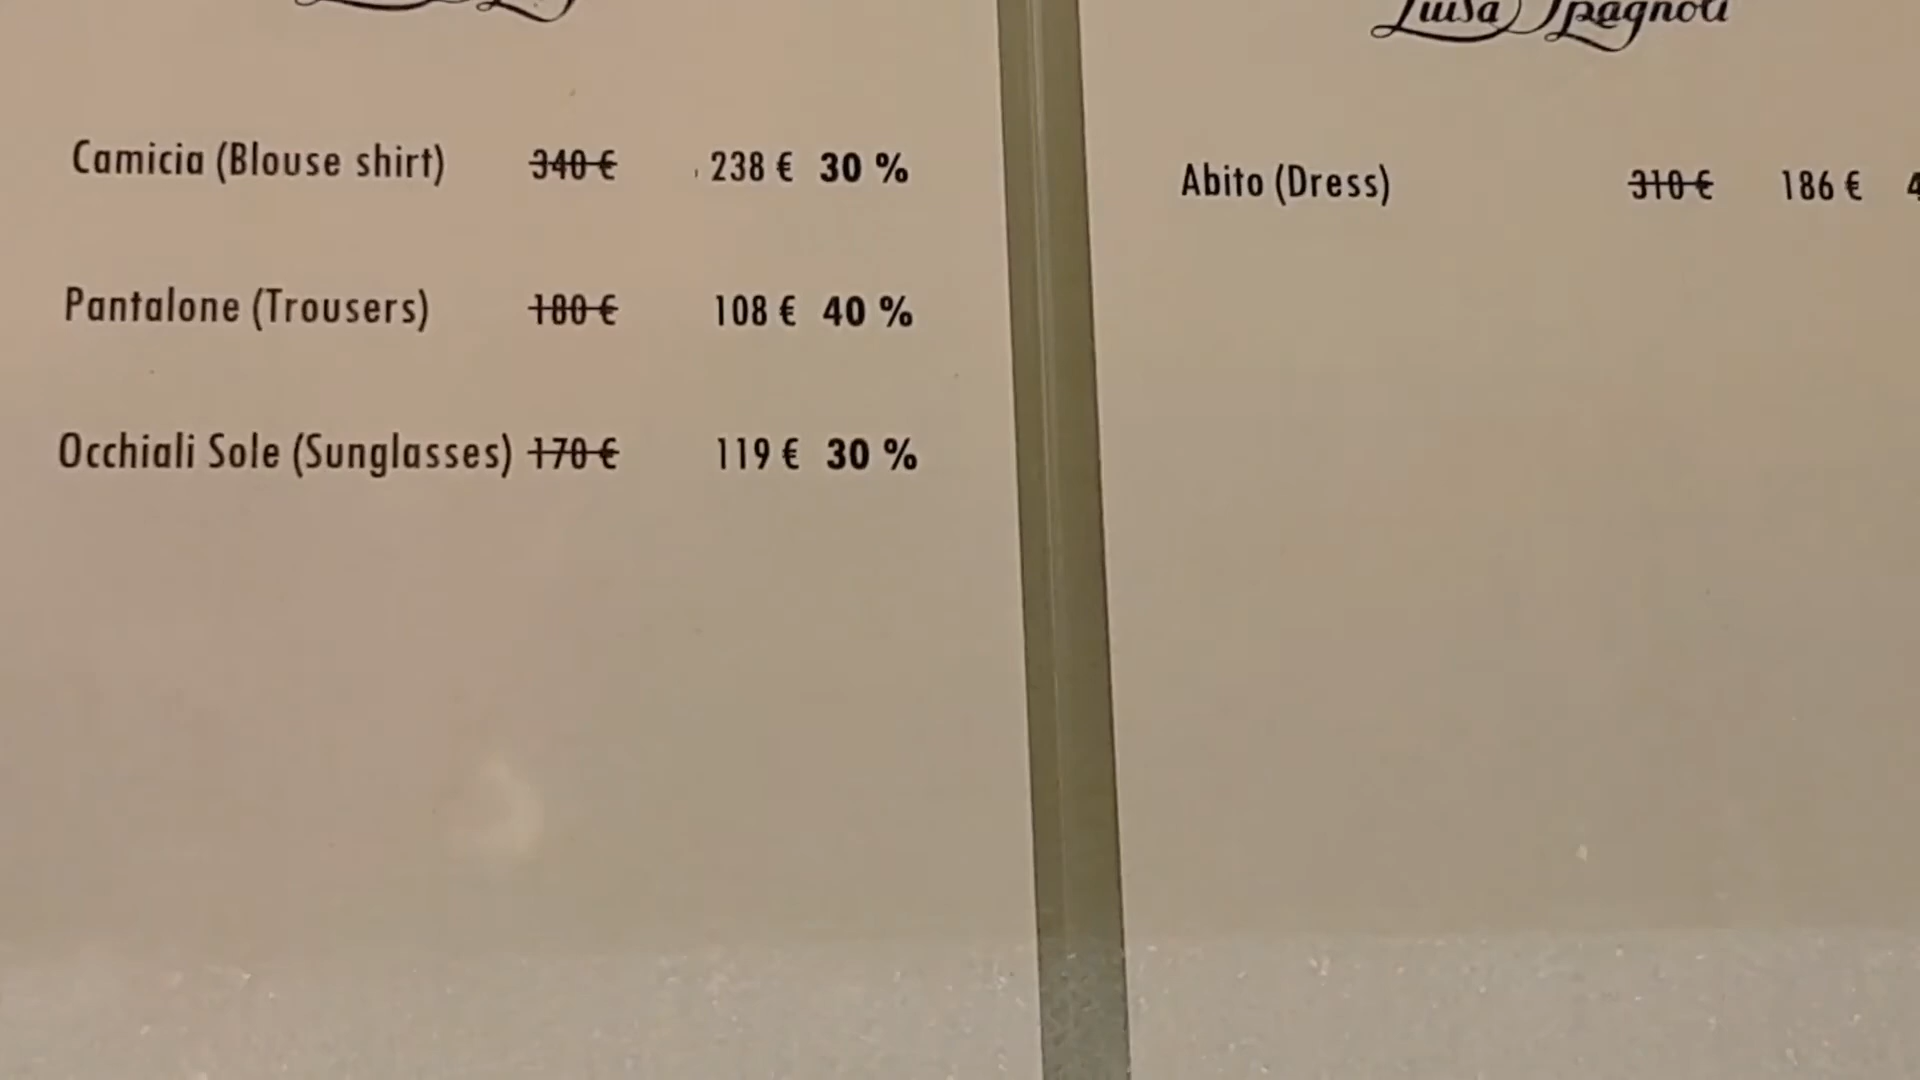 Luisa Spagnoli
Camicia (Blouse shirt) 340 € 238 € 30 %
Pantalone (Trousers) 180 € 108 € 40 %
Occhiali Sole (Sunglasses) 170 € 119 € 30 %
Abito (Dress) 310 € 186 €